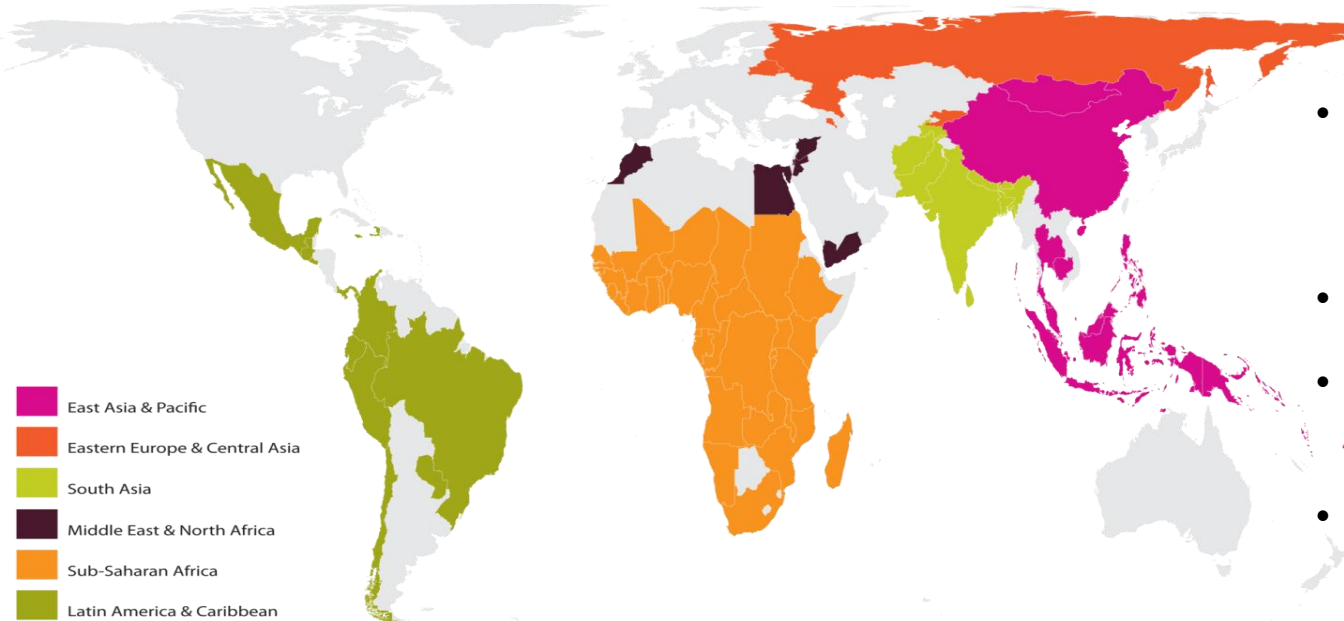 East Asia & Pacific
Eastern Europe & Central Asia
South Asia
Middle East & North Africa
Sub-Saharan Africa
Latin America & Caribbean